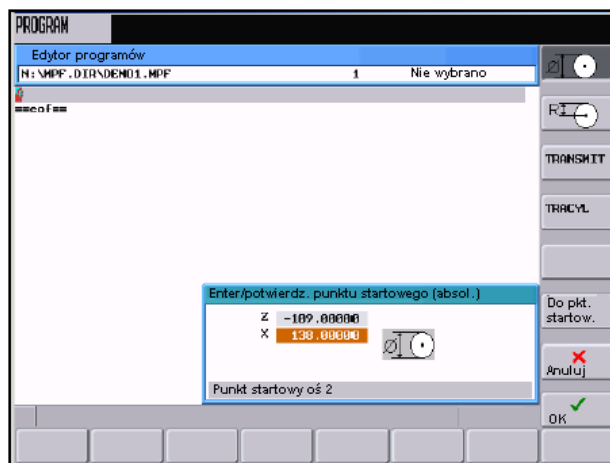 PROGRAM
Edytor programów
N:\MPF.DIR\DEMO1.MPF 1 Nie wybrano
==eof==
Ø
R
TRANSMIT
TRACYL
Enter/potwierdz. punktu startowego (absol.)
Z -109.00000
X 130.00000
Ø
Punkt startowy oś 2
Do pkt.
startow.
Anuluj
OK